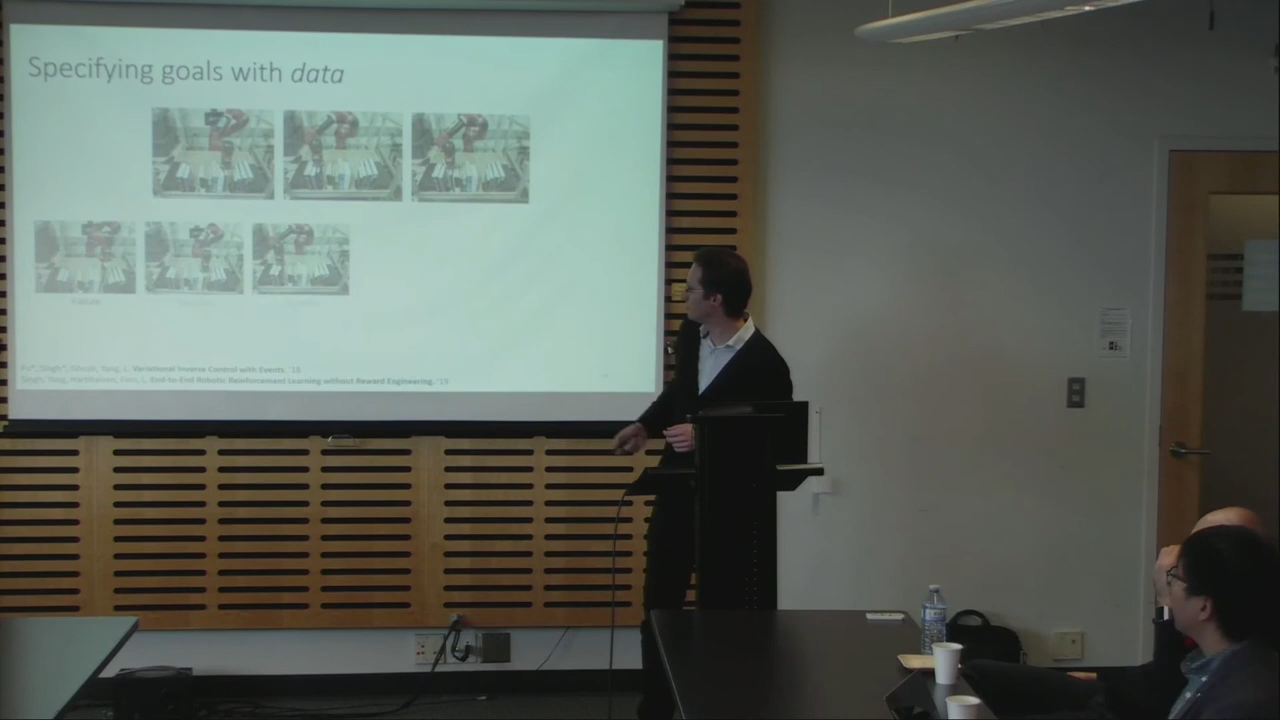 Specifying goals with data
Failure
Fu*, Singh*, Ghosh, Yang, L. Variational Inverse Control with Events. '18
Singh, Yang, Hartikainen, Finn, L. End-to-End Robotic Reinforcement Learning without Reward Engineering. '19